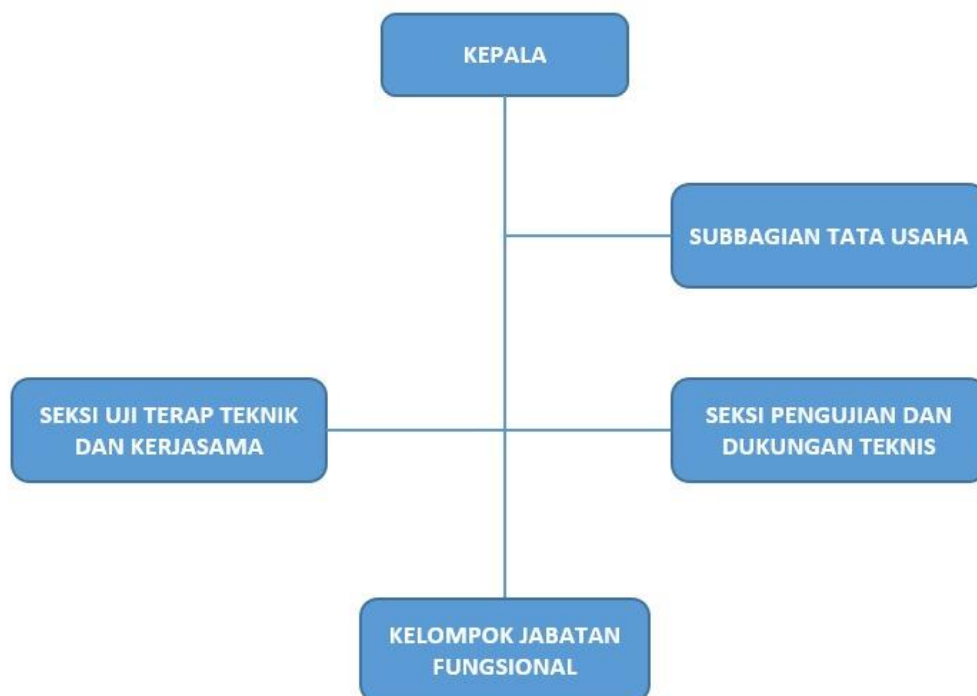 KEPALA
SUBBAGIAN TATA USAHA
SEKSI UJI TERAP TEKNIK
DAN KERJASAMA
SEKSI PENGUJIAN DAN
DUKUNGAN TEKNIS
KELOMPOK JABATAN
FUNGSIONAL